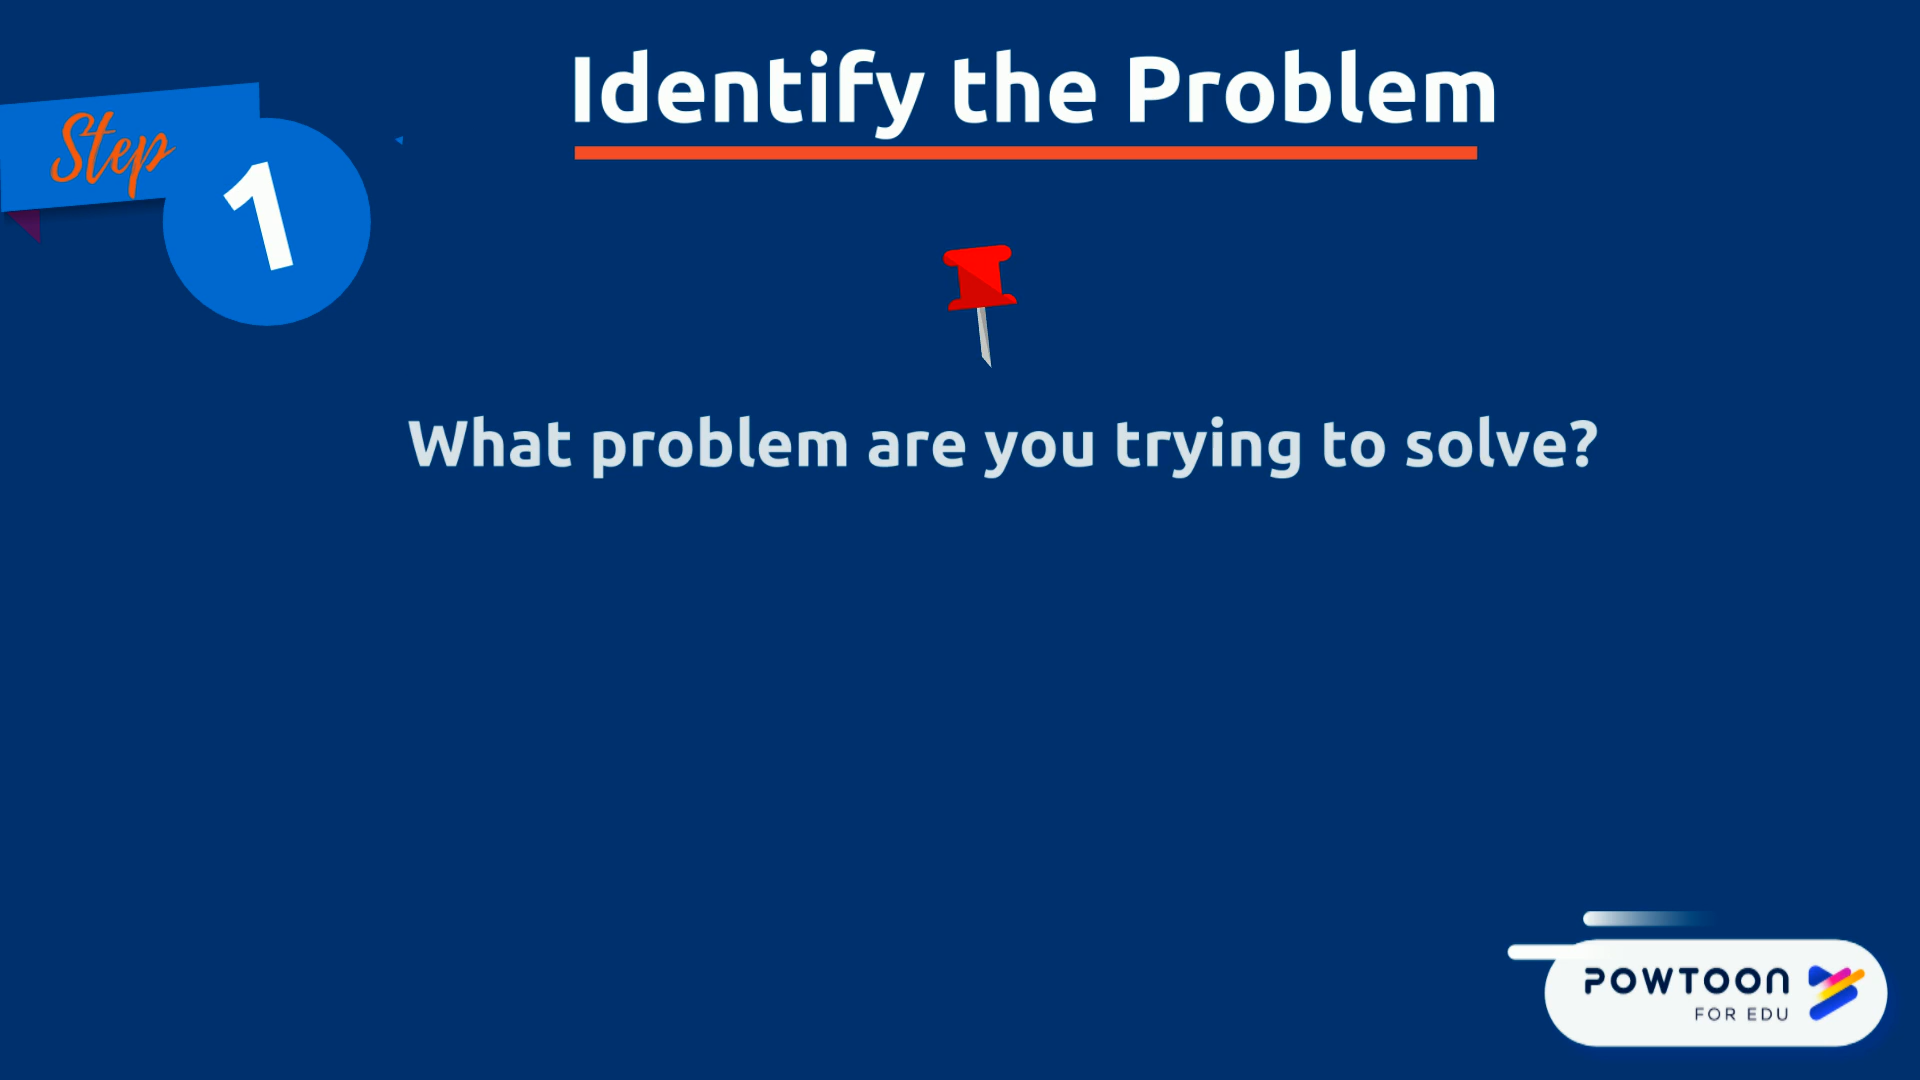 Identify the Problem
Step
1
What problem are you trying to solve?
POWTOON
FOR EDU